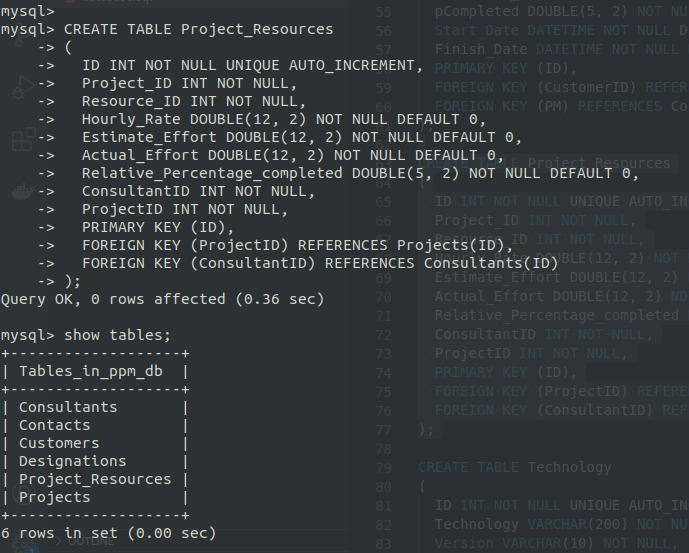 mysql>
mysql> CREATE TABLE Project_Resources
    -> (
    ->   ID INT NOT NULL UNIQUE AUTO_INCREMENT,
    ->   Project_ID INT NOT NULL,
    ->   Resource_ID INT NOT NULL,
    ->   Hourly_Rate DOUBLE(12, 2) NOT NULL DEFAULT 0,
    ->   Estimate_Effort DOUBLE(12, 2) NOT NULL DEFAULT 0,
    ->   Actual_Effort DOUBLE(12, 2) NOT NULL DEFAULT 0,
    ->   Relative_Percentage_completed DOUBLE(5, 2) NOT NULL DEFAULT 0,
    ->   ConsultantID INT NOT NULL,
    ->   ProjectID INT NOT NULL,
    ->   PRIMARY KEY (ID),
    ->   FOREIGN KEY (ProjectID) REFERENCES Projects(ID),
    ->   FOREIGN KEY (ConsultantID) REFERENCES Consultants(ID)
    -> );
Query OK, 0 rows affected (0.36 sec)
mysql> show tables;
+-------------------+
| Tables_in_ppm_db  |
+-------------------+
| Consultants       |
| Contacts          |
| Customers         |
| Designations      |
| Project_Resources |
| Projects          |
+-------------------+
6 rows in set (0.00 sec)
OUTLINE
55 pCompleted DOUBLE(5, 2) NOT NU
56 Start_Date DATETIME NOT NULL D
57 Finish_Date DATETIME NOT NULL
PRIMARY KEY (ID),
59 FOREIGN KEY (CustomerID) REFER
60 FOREIGN KEY (PM) REFERENCES Co
TABLE Project_Resources
64 (
65 ID INT NOT NULL UNIQUE AUTO_IN
66 Project_ID INT NOT NULL,
Resource_ID INT NOT NULL,
Hourly_Rate DOUBLE(12, 2) NOT
69 Estimate_Effort DOUBLE(12, 2)
70 Actual_Effort DOUBLE(12, 2) NO
71 Relative_Percentage_completed
72 ConsultantID INT NOT NULL,
73 ProjectID INT NOT NULL,
74 PRIMARY KEY (ID),
75 FOREIGN KEY (ProjectID) REFERE
76 FOREIGN KEY (ConsultantID) REF
77 );
78
79 CREATE TABLE Technology
80 (
81 ID INT NOT NULL UNIQUE AUTO_IN
82 Technology VARCHAR(200) NOT NU
83 Version VARCHAR(10) NOT NULL,